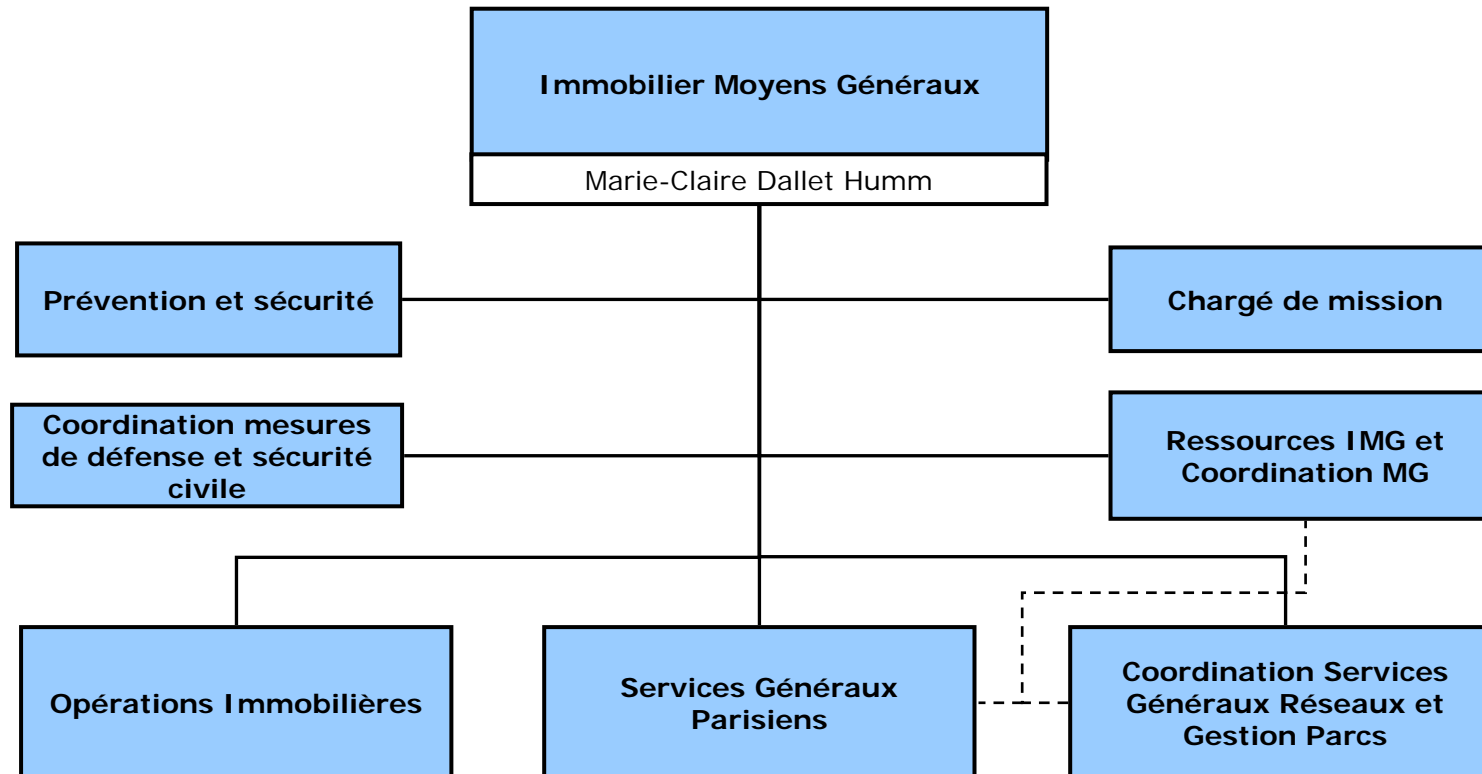 Immobilier Moyens Généraux
Marie-Claire Dallet Humm
Prévention et sécurité
Chargé de mission
Coordination mesures
de défense et sécurité
civile
Ressources IMG et
Coordination MG
Opérations Immobilières
Services Généraux
Parisiens
Coordination Services
Généraux Réseaux et
Gestion Parcs